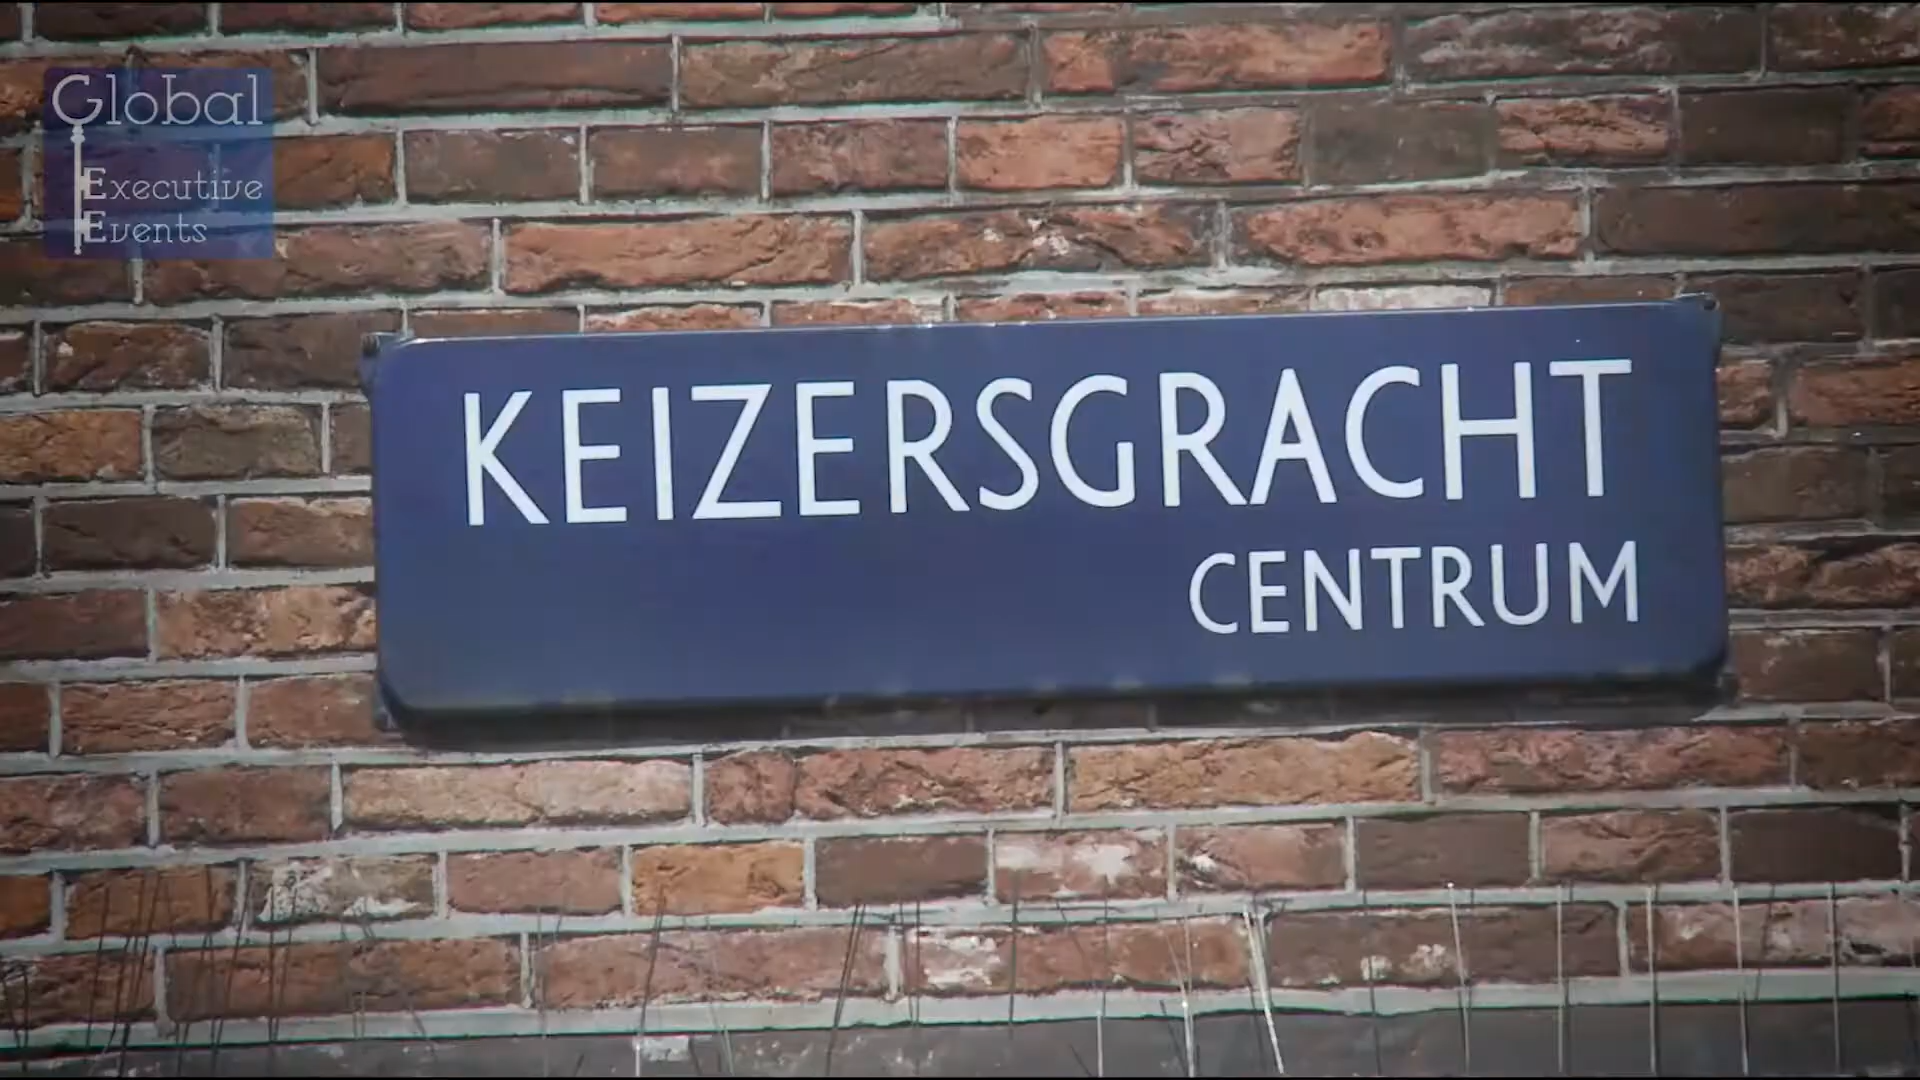 Global
Executive
Events
KEIZERSGRACHT
CENTRUM